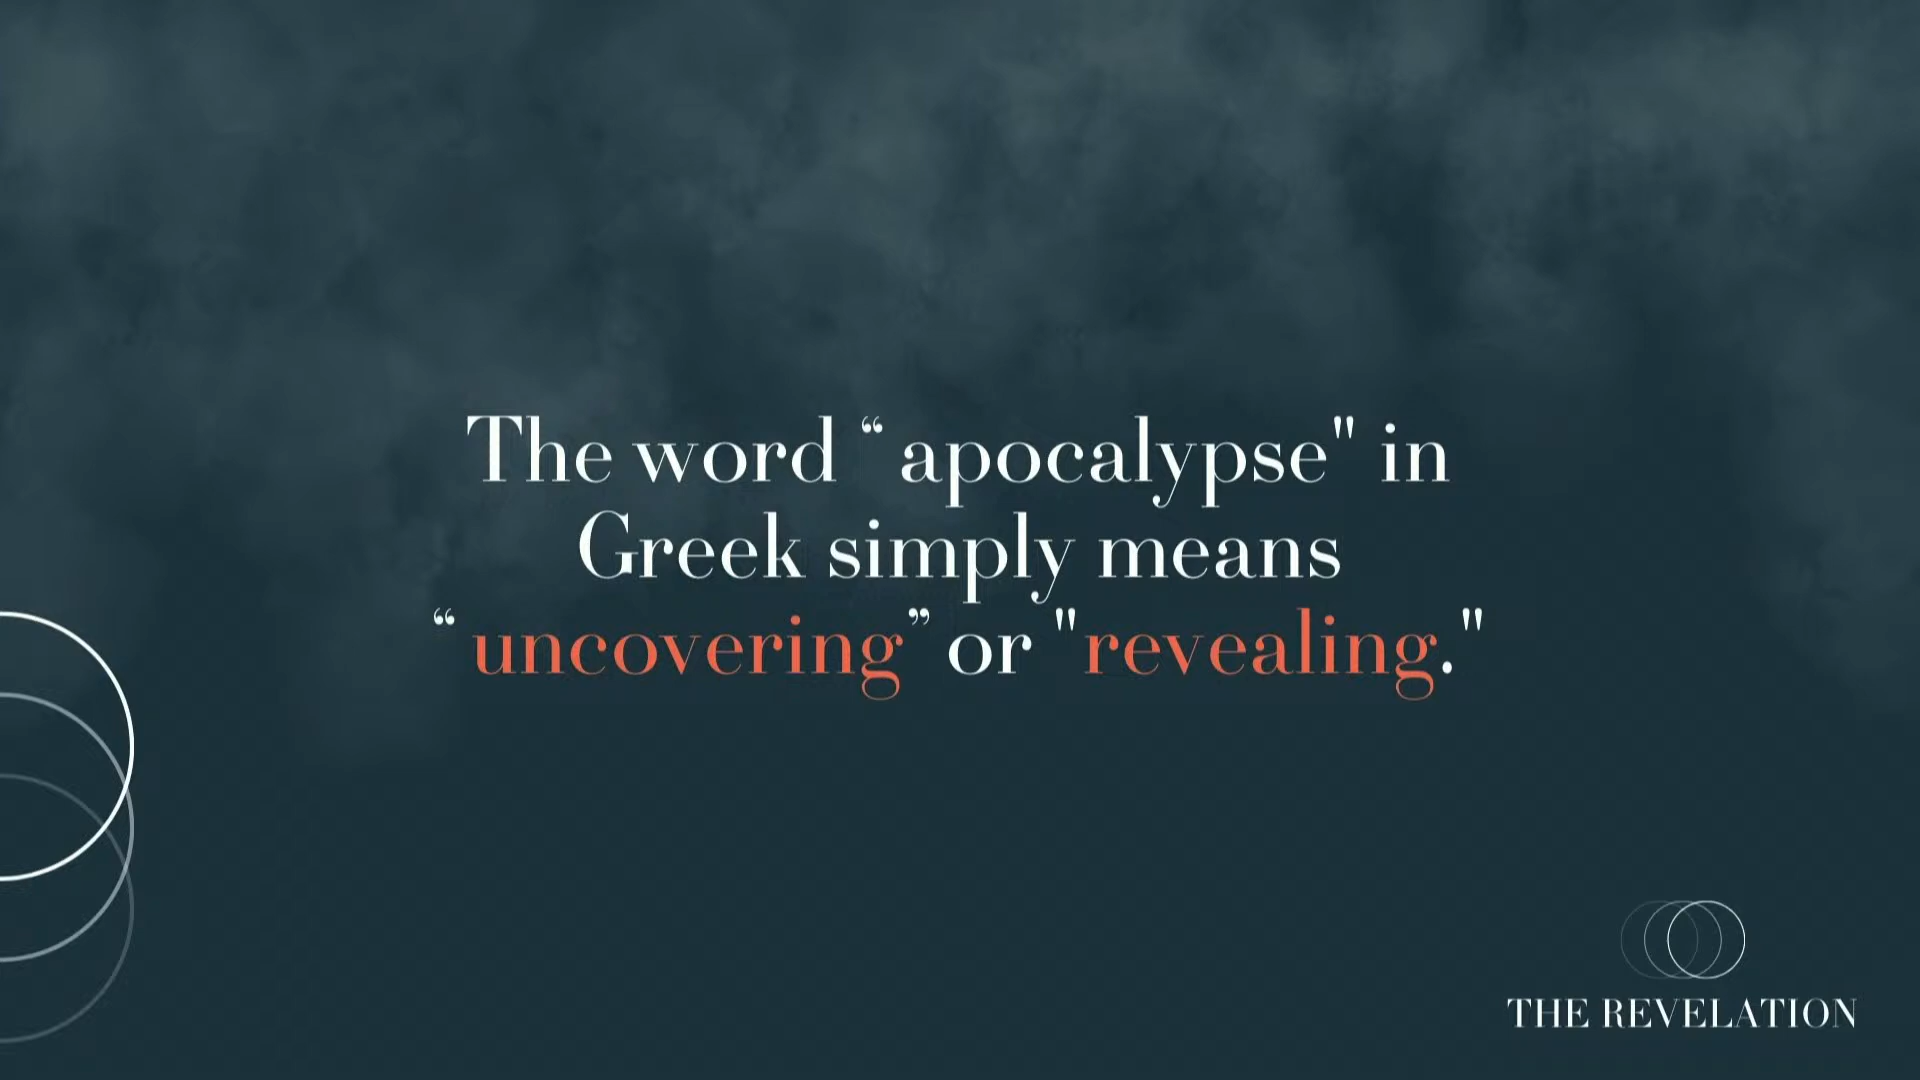 The word “apocalypse" in
Greek simply means
“uncovering” or "revealing."
THE REVELATION